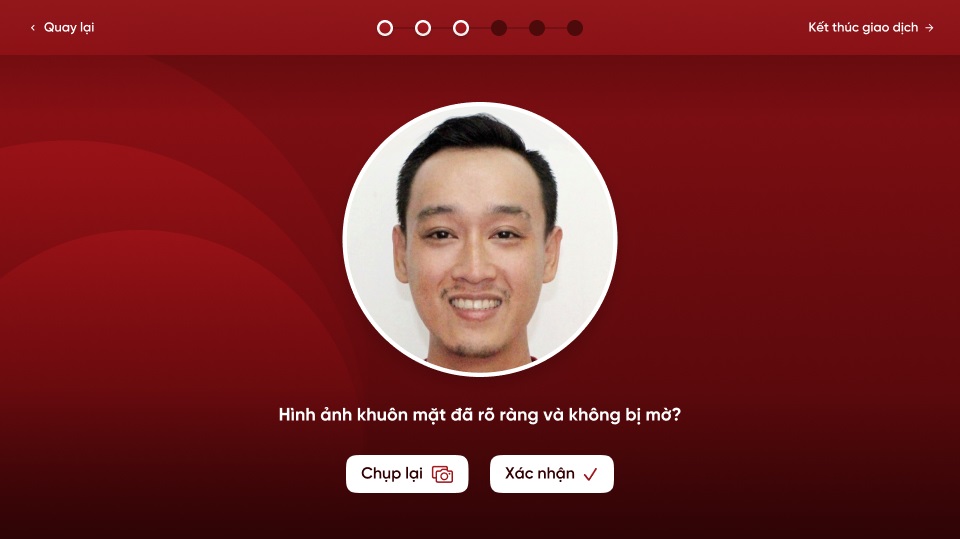 Quay lại
Kết thúc giao dịch
Hình ảnh khuôn mặt đã rõ ràng và không bị mờ?
Chụp lại
Xác nhận